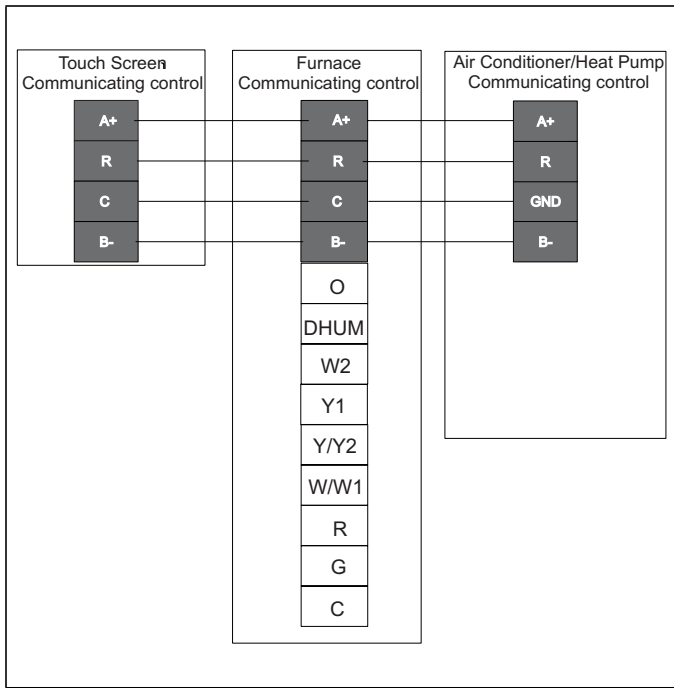 Touch Screen
Communicating control
A+
R
C
B-
Furnace
Communicating control
A+
R
C
B-
O
DHUM
W2
Y1
Y/Y2
W/W1
R
G
C
Air Conditioner/Heat Pump
Communicating control
A+
R
GND
B-